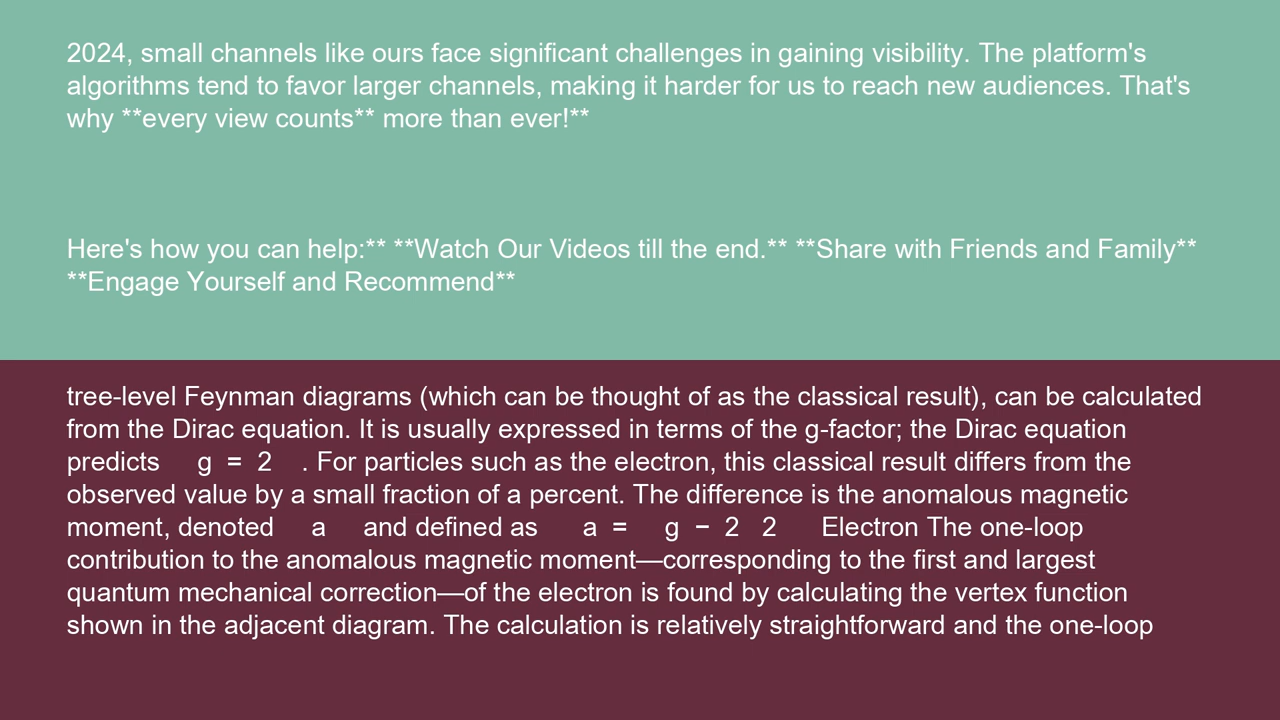 2024, small channels like ours face significant challenges in gaining visibility. The platform's
algorithms tend to favor larger channels, making it harder for us to reach new audiences. That's
why **every view counts** more than ever!**
Here's how you can help:** **Watch Our Videos till the end.** **Share with Friends and Family**
**Engage Yourself and Recommend**
tree-level Feynman diagrams (which can be thought of as the classical result), can be calculated
from the Dirac equation. It is usually expressed in terms of the g-factor; the Dirac equation
predicts g = 2 . For particles such as the electron, this classical result differs from the
observed value by a small fraction of a percent. The difference is the anomalous magnetic
moment, denoted a and defined as a = g − 2 2 Electron The one-loop
contribution to the anomalous magnetic moment—corresponding to the first and largest
quantum mechanical correction—of the electron is found by calculating the vertex function
shown in the adjacent diagram. The calculation is relatively straightforward and the one-loop